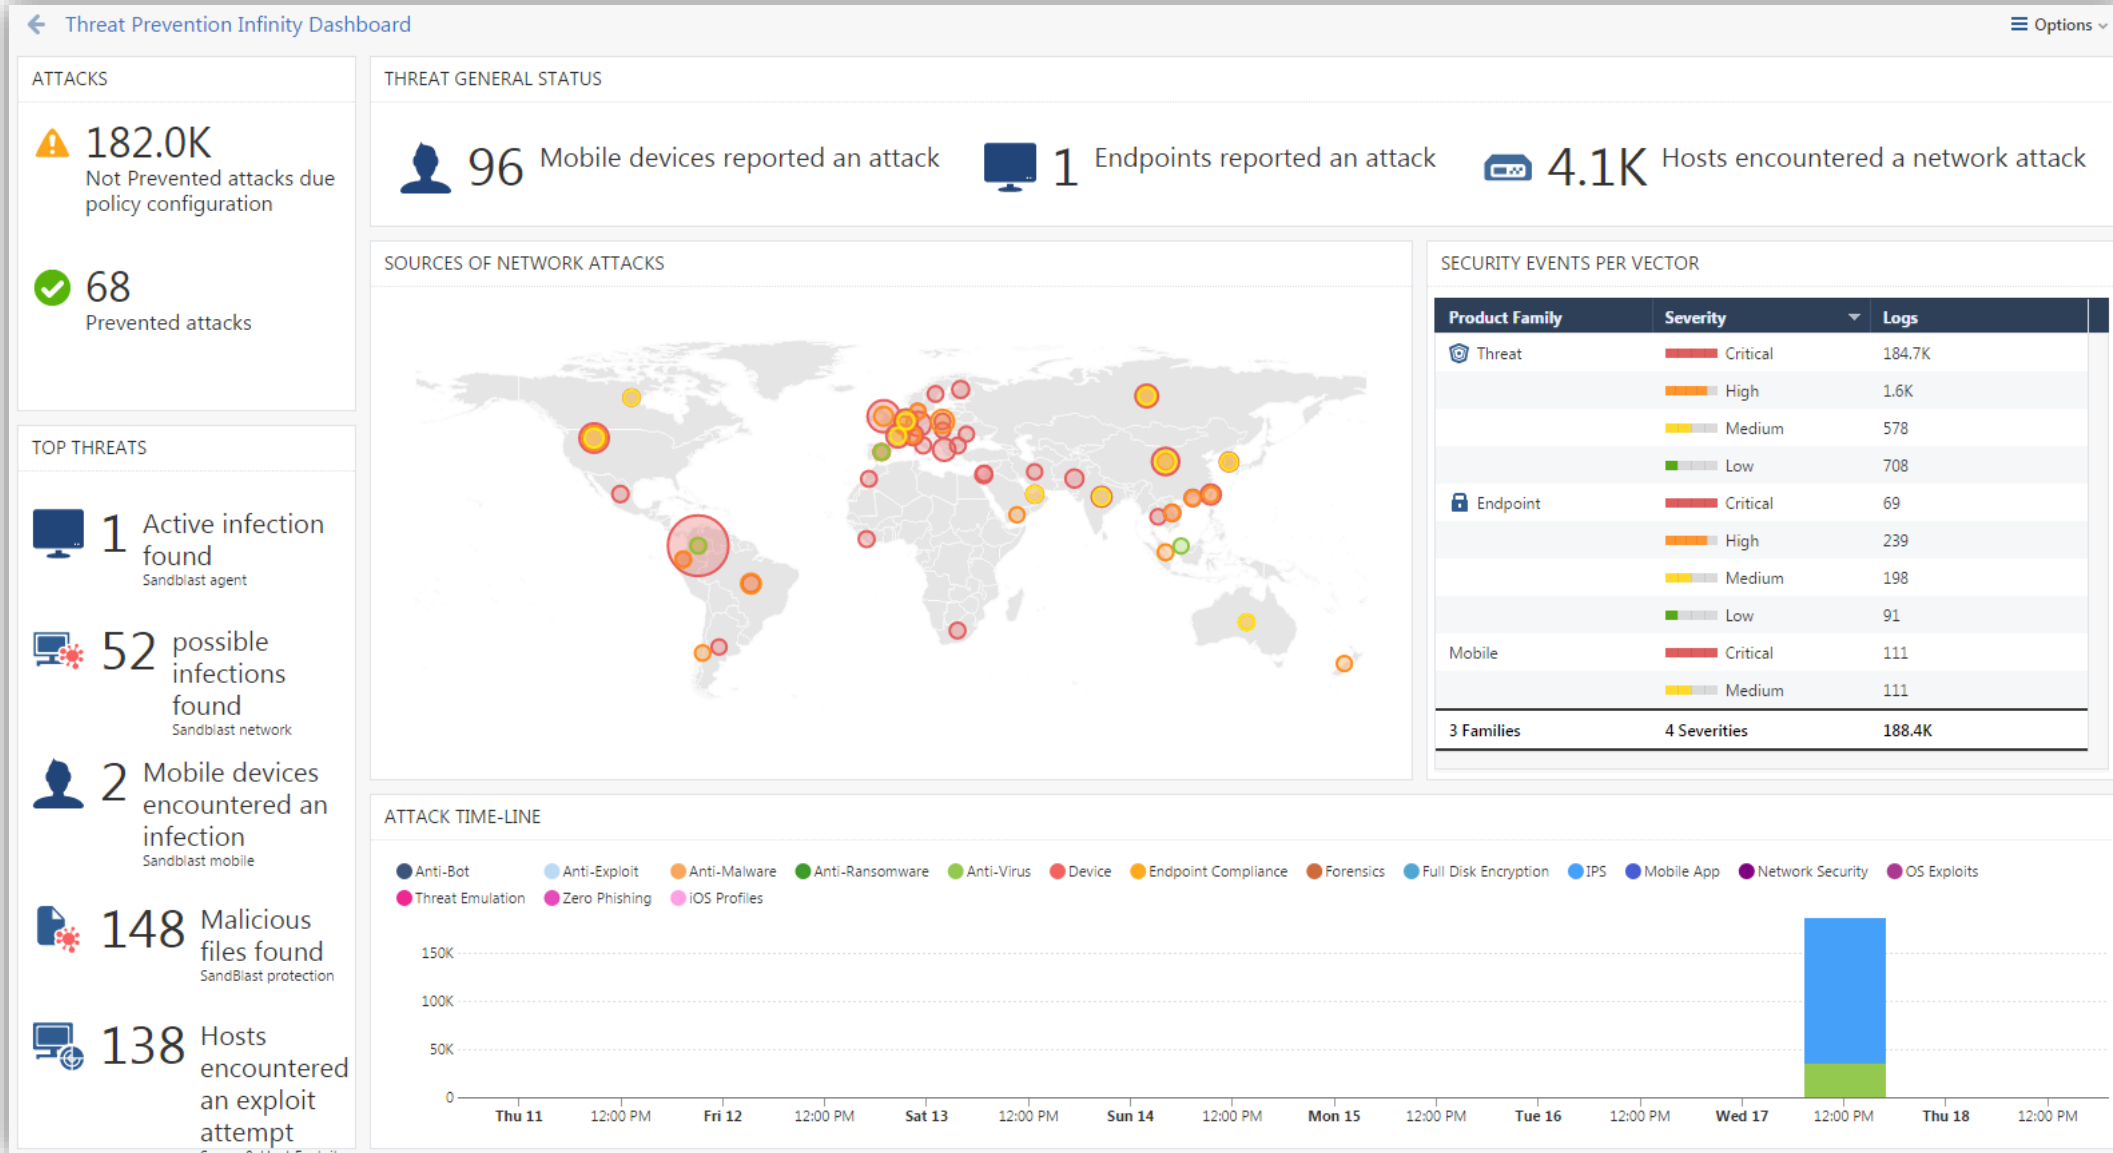 Threat Prevention Infinity Dashboard
Options
ATTACKS
182.0K
Not Prevented attacks due
policy configuration
68
Prevented attacks
THREAT GENERAL STATUS
96 Mobile devices reported an attack
1 Endpoints reported an attack
4.1K Hosts encountered a network attack
TOP THREATS
1 Active infection
found
Sandblast agent
52 possible
infections
found
Sandblast network
2 Mobile devices
encountered an
infection
Sandblast mobile
148 Malicious
files found
SandBlast protection
138 Hosts
encountered
an exploit
attempt
SOURCES OF NETWORK ATTACKS
SECURITY EVENTS PER VECTOR
Product Family Severity Logs
Threat Critical 184.7K
High 1.6K
Medium 578
Low 708
Endpoint Critical 69
High 239
Medium 198
Low 91
Mobile Critical 111
Medium 111
3 Families 4 Severities 188.4K
ATTACK TIME-LINE
Anti-Bot Anti-Exploit Anti-Malware Anti-Ransomware Anti-Virus Device Endpoint Compliance Forensics Full Disk Encryption IPS Mobile App Network Security OS Exploits
Threat Emulation Zero Phishing iOS Profiles
150K
100K
50K
0
Thu 11 12:00 PM Fri 12 12:00 PM Sat 13 12:00 PM Sun 14 12:00 PM Mon 15 12:00 PM Tue 16 12:00 PM Wed 17 12:00 PM Thu 18 12:00 PM